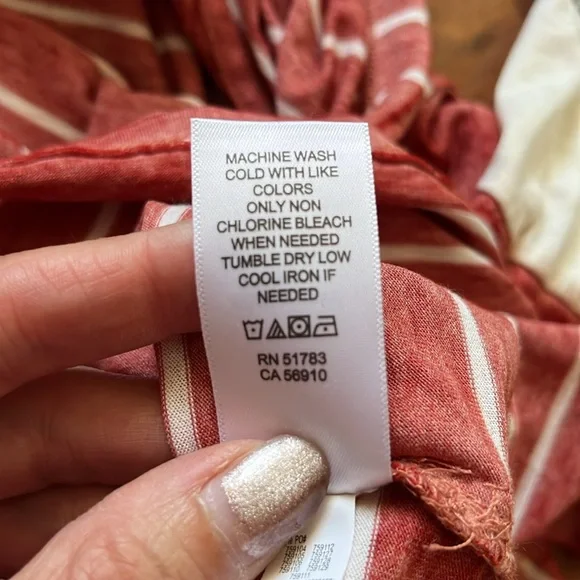 MACHINE WASH
COLD WITH LIKE
COLORS
ONLY NON
CHLORINE BLEACH
WHEN NEEDED
TUMBLE DRY LOW
COOL IRON IF
NEEDED
RN 51783
CA 56910
PO#